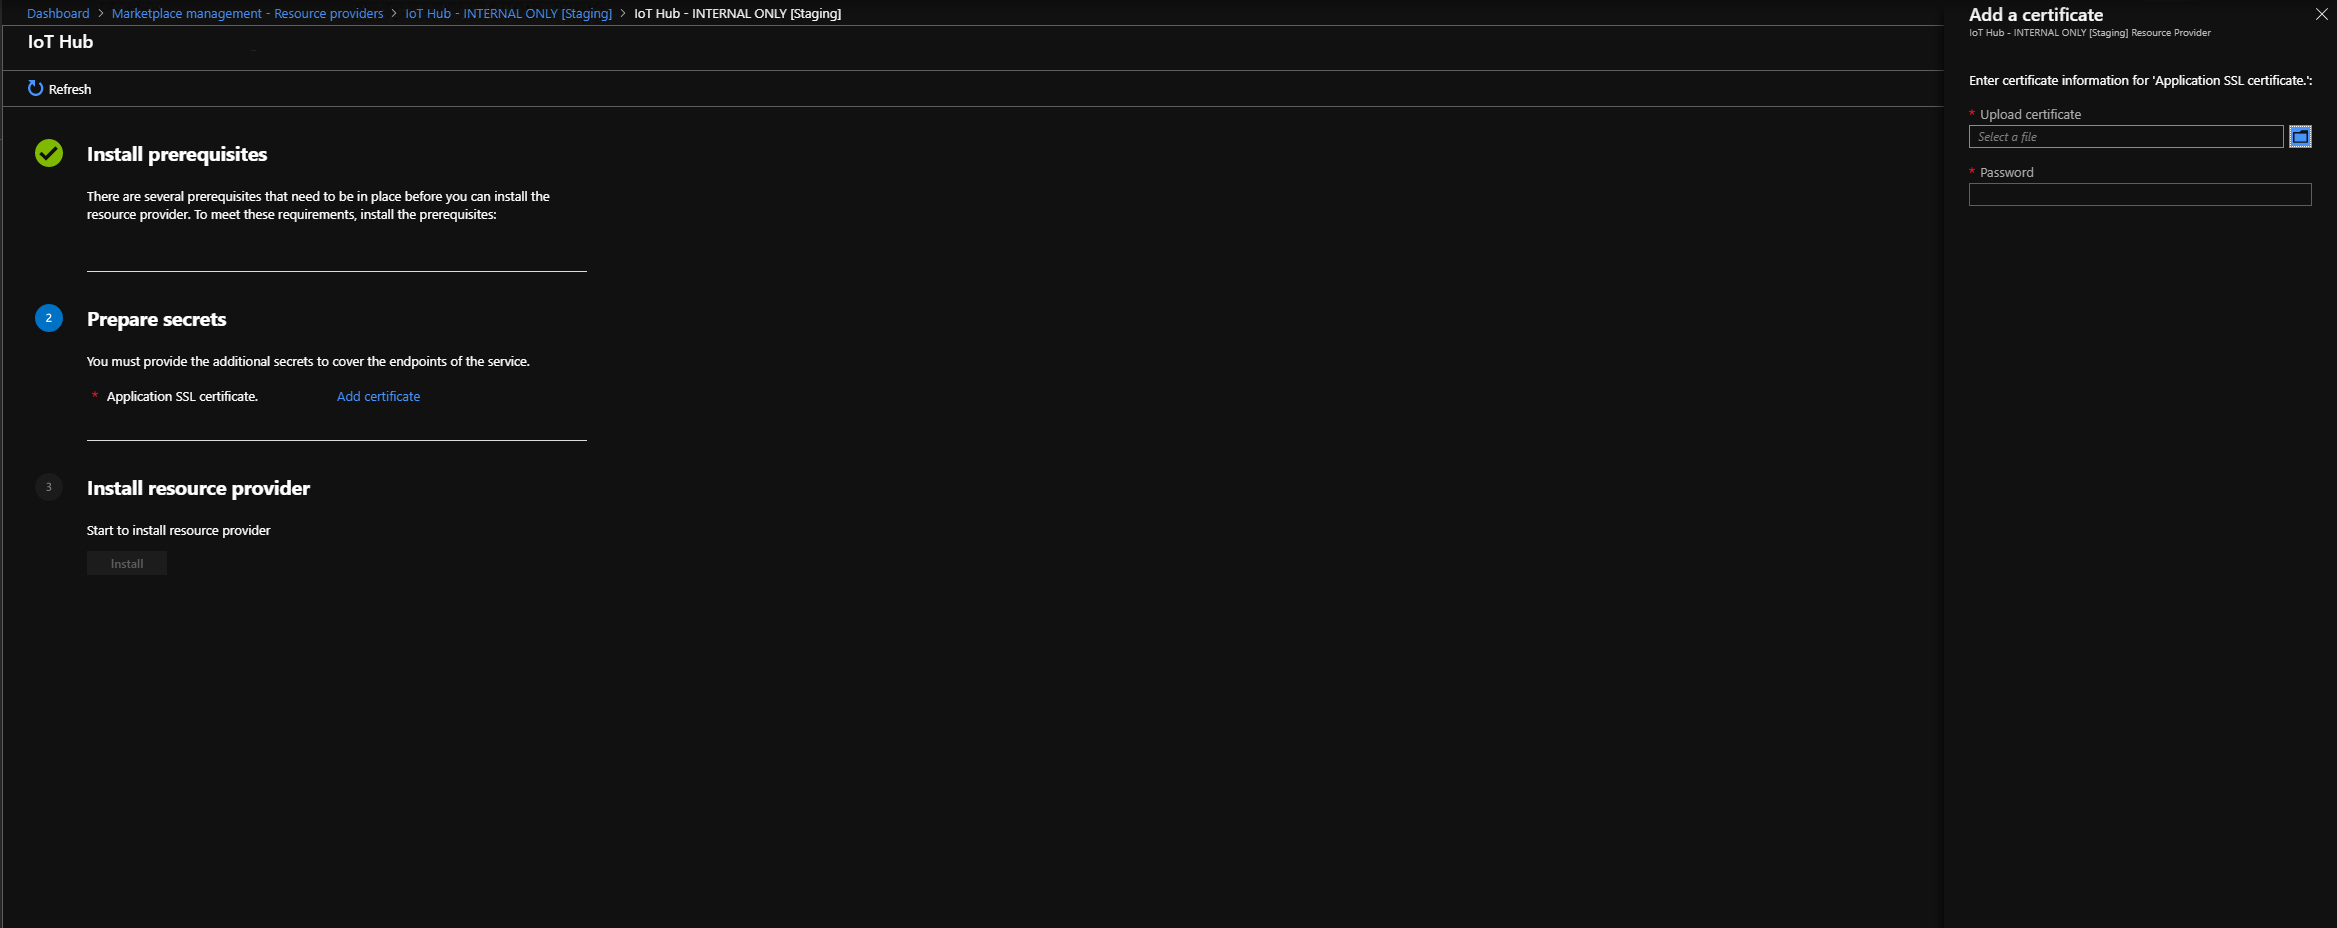 Dashboard > Marketplace management - Resource providers > IoT Hub - INTERNAL ONLY [Staging] > IoT Hub - INTERNAL ONLY [Staging]
IoT Hub
Refresh
Install prerequisites
There are several prerequisites that need to be in place before you can install the
resource provider. To meet these requirements, install the prerequisites:
2
Prepare secrets
You must provide the additional secrets to cover the endpoints of the service.
* Application SSL certificate. Add certificate
3
Install resource provider
Start to install resource provider
Install
Add a certificate
IoT Hub - INTERNAL ONLY [Staging] Resource Provider
Enter certificate information for 'Application SSL certificate.':
* Upload certificate
Select a file
* Password